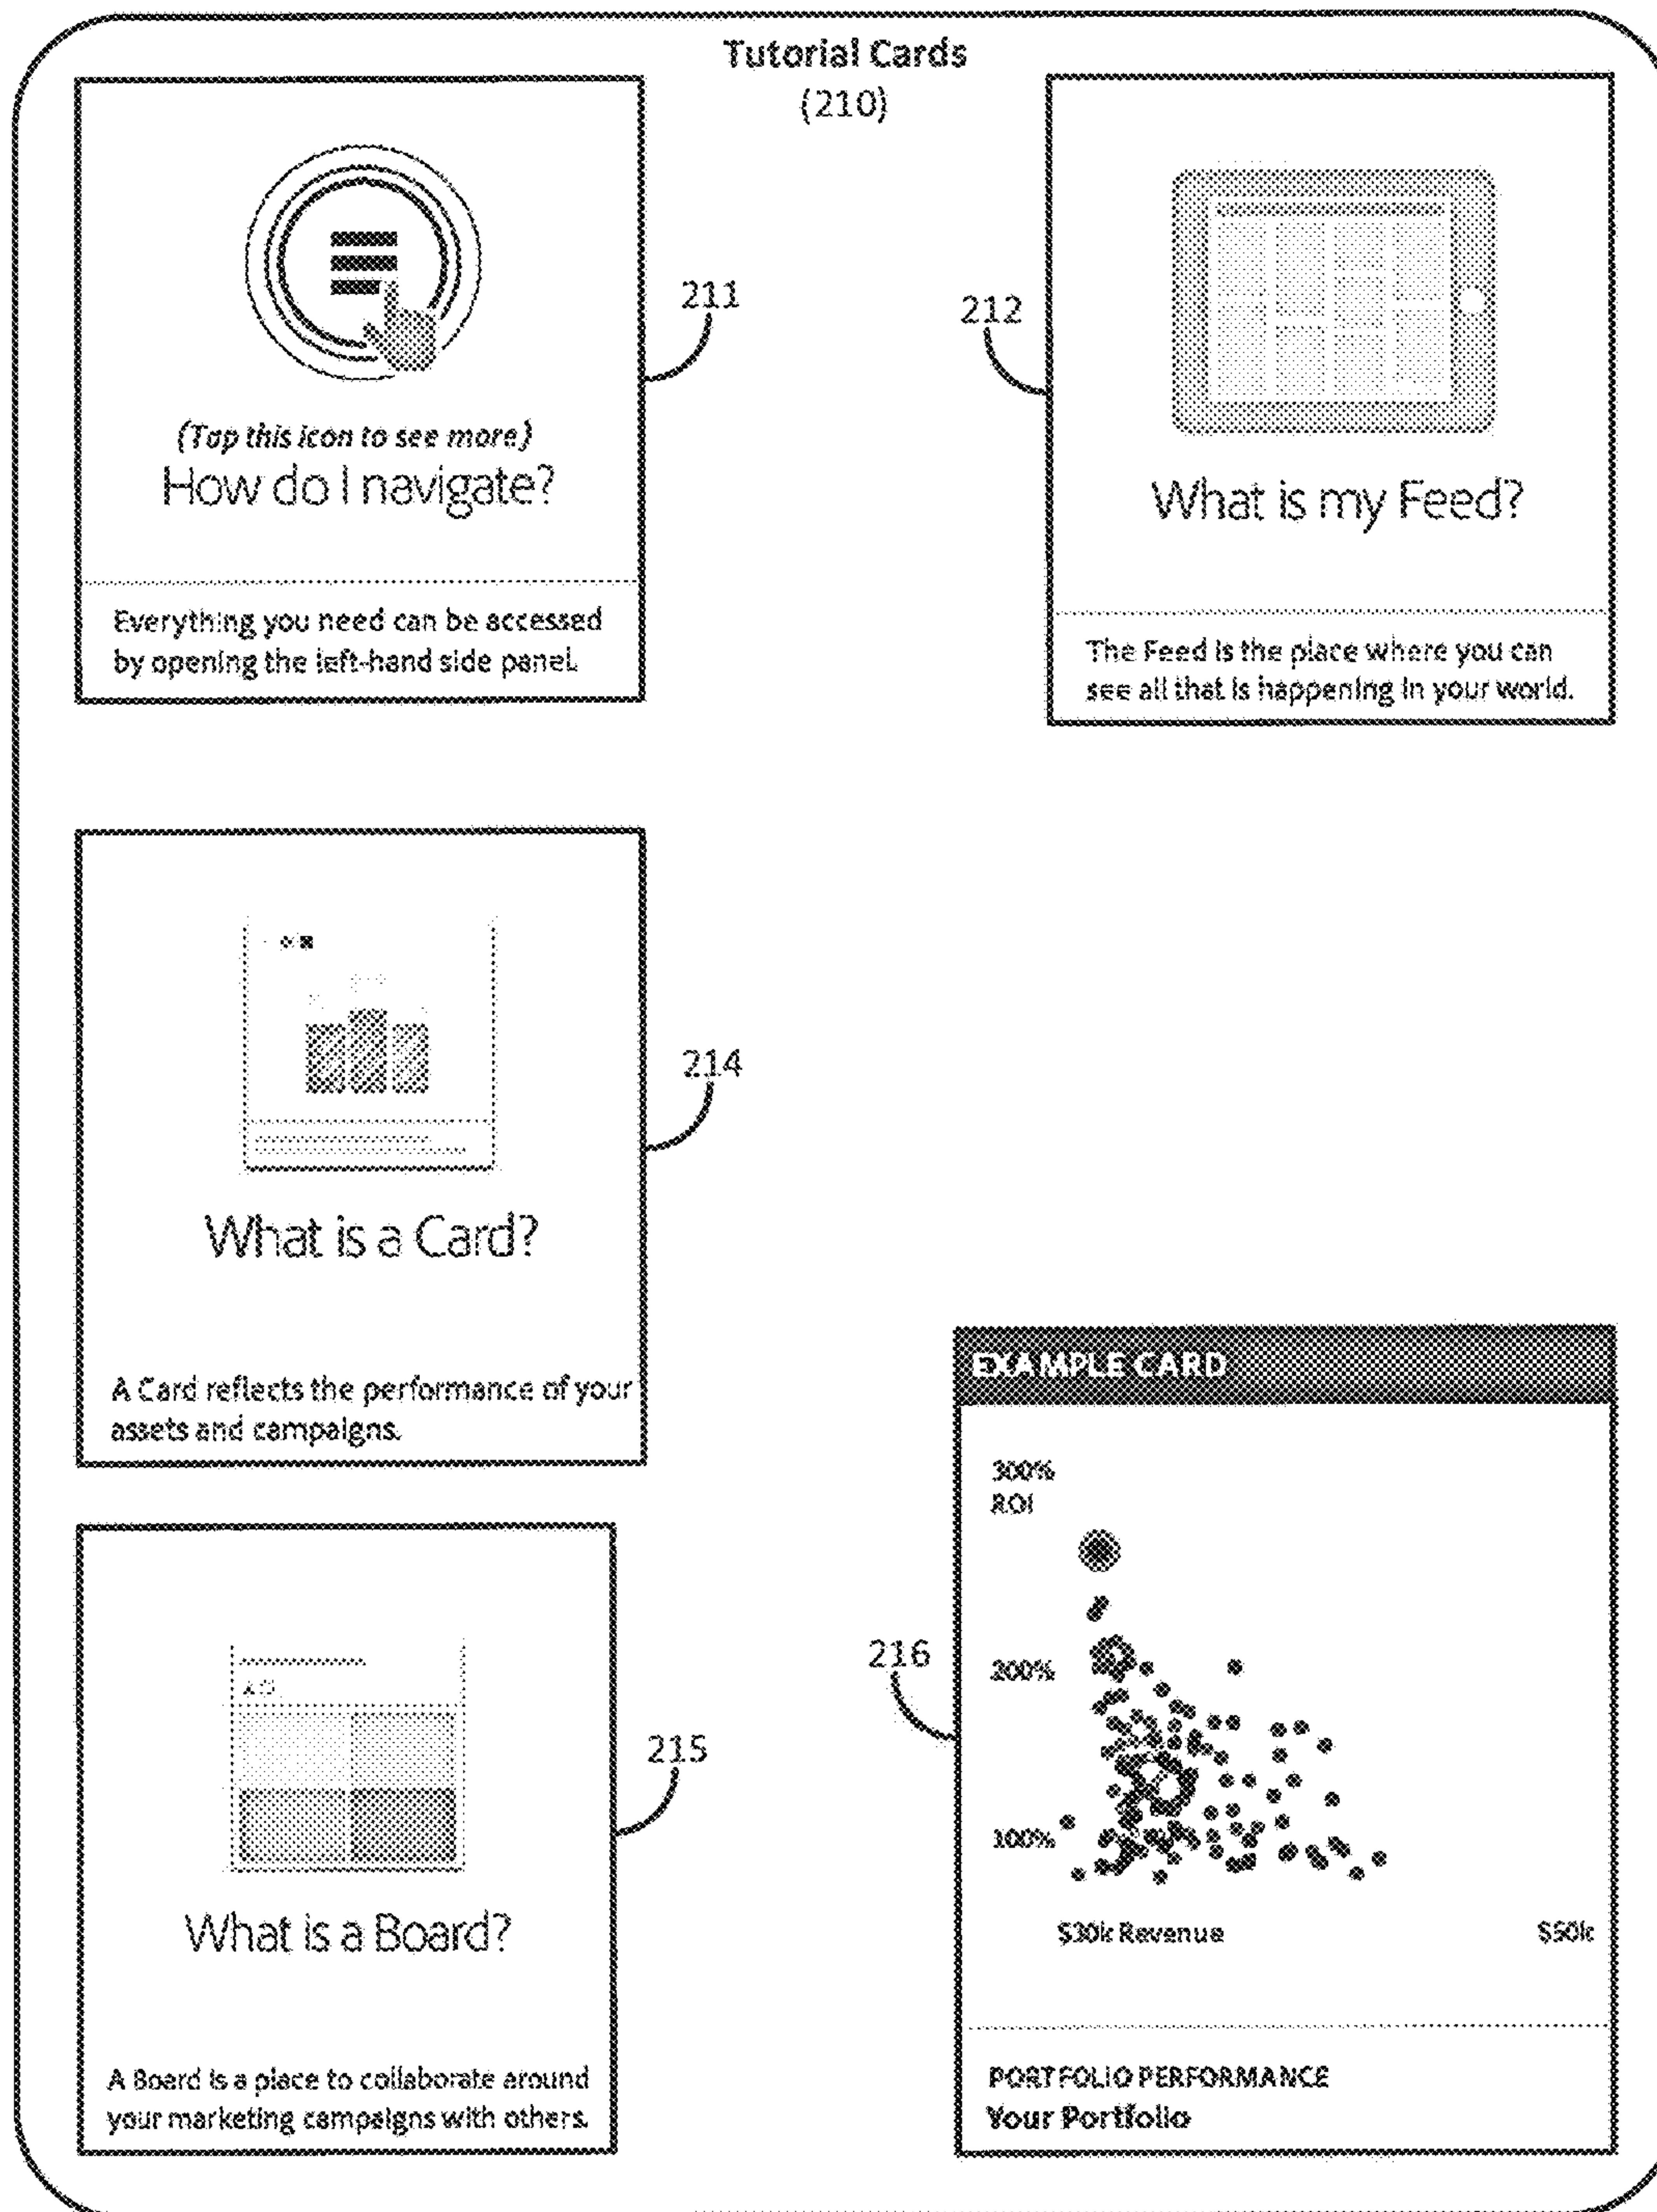 Tutorial Cards
(210)
(Tap this icon to see more)
How do I navigate?
Everything you need can be accessed
by opening the left-hand side panel.
211
212
What is my Feed?
The Feed is the place where you can
see all that is happening in your world.
What is a Card?
A Card reflects the performance of your
assets and campaigns.
214
What is a Board?
A Board is a place to collaborate around
your marketing campaigns with others.
215
216
EXAMPLE CARD
300%
ROI
200%
100%
$30k Revenue
$50k
PORTFOLIO PERFORMANCE
Your Portfolio